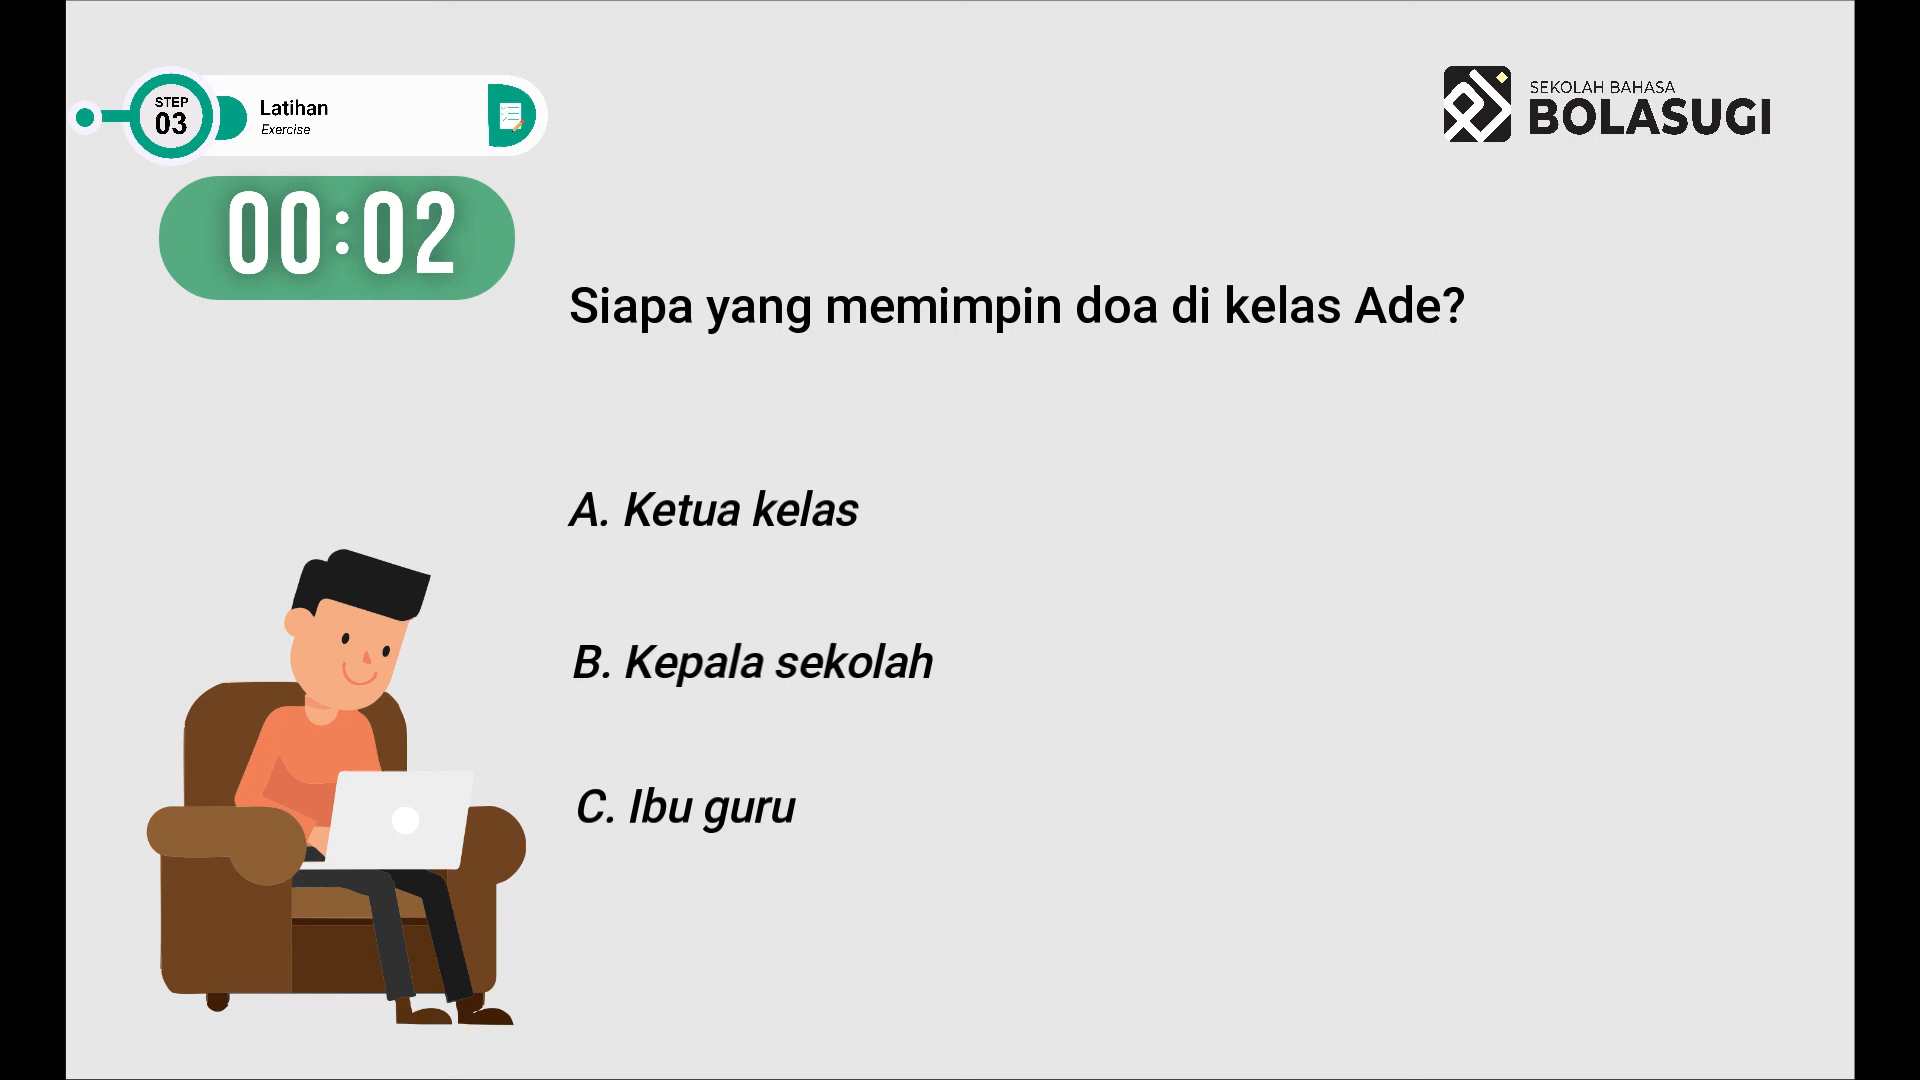 STEP
03
Latihan
Exercise
SEKOLAH BAHASA
BOLASUGI
00:02
Siapa yang memimpin doa di kelas Ade?
A. Ketua kelas
B. Kepala sekolah
C. Ibu guru